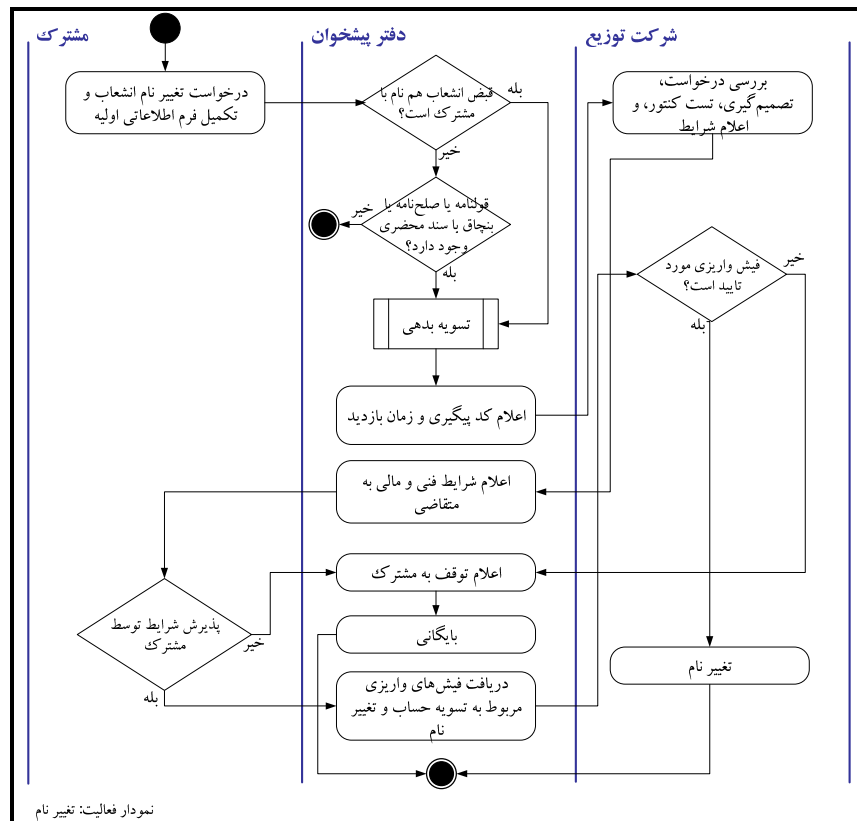 شرکت توزیع
دفتر پیشخوان
مشترک
درخواست تغییر نام انشعاب و
تکمیل فرم اطلاعاتی اولیه
قبض انشعاب هم نام با
مشترک است؟
بله
خیر
بررسی درخواست،
تصمیم‌گیری، تست کنتور، و
اعلام شرایط
قولنامه یا صلح‌نامه یا
بنچاق یا سند محضری
وجود دارد؟
خیر
بله
فیش واریزی مورد
تایید است؟
خیر
بله
تسویه بدهی
اعلام کد پیگیری و زمان بازدید
اعلام شرایط فنی و مالی به
متقاضی
اعلام توقف به مشترک
پذیرش شرایط توسط
مشترک
خیر
بله
بایگانی
تغییر نام
دریافت فیش‌های واریزی
مربوط به تسویه حساب و تغییر
نام
نمودار فعالیت: تغییر نام